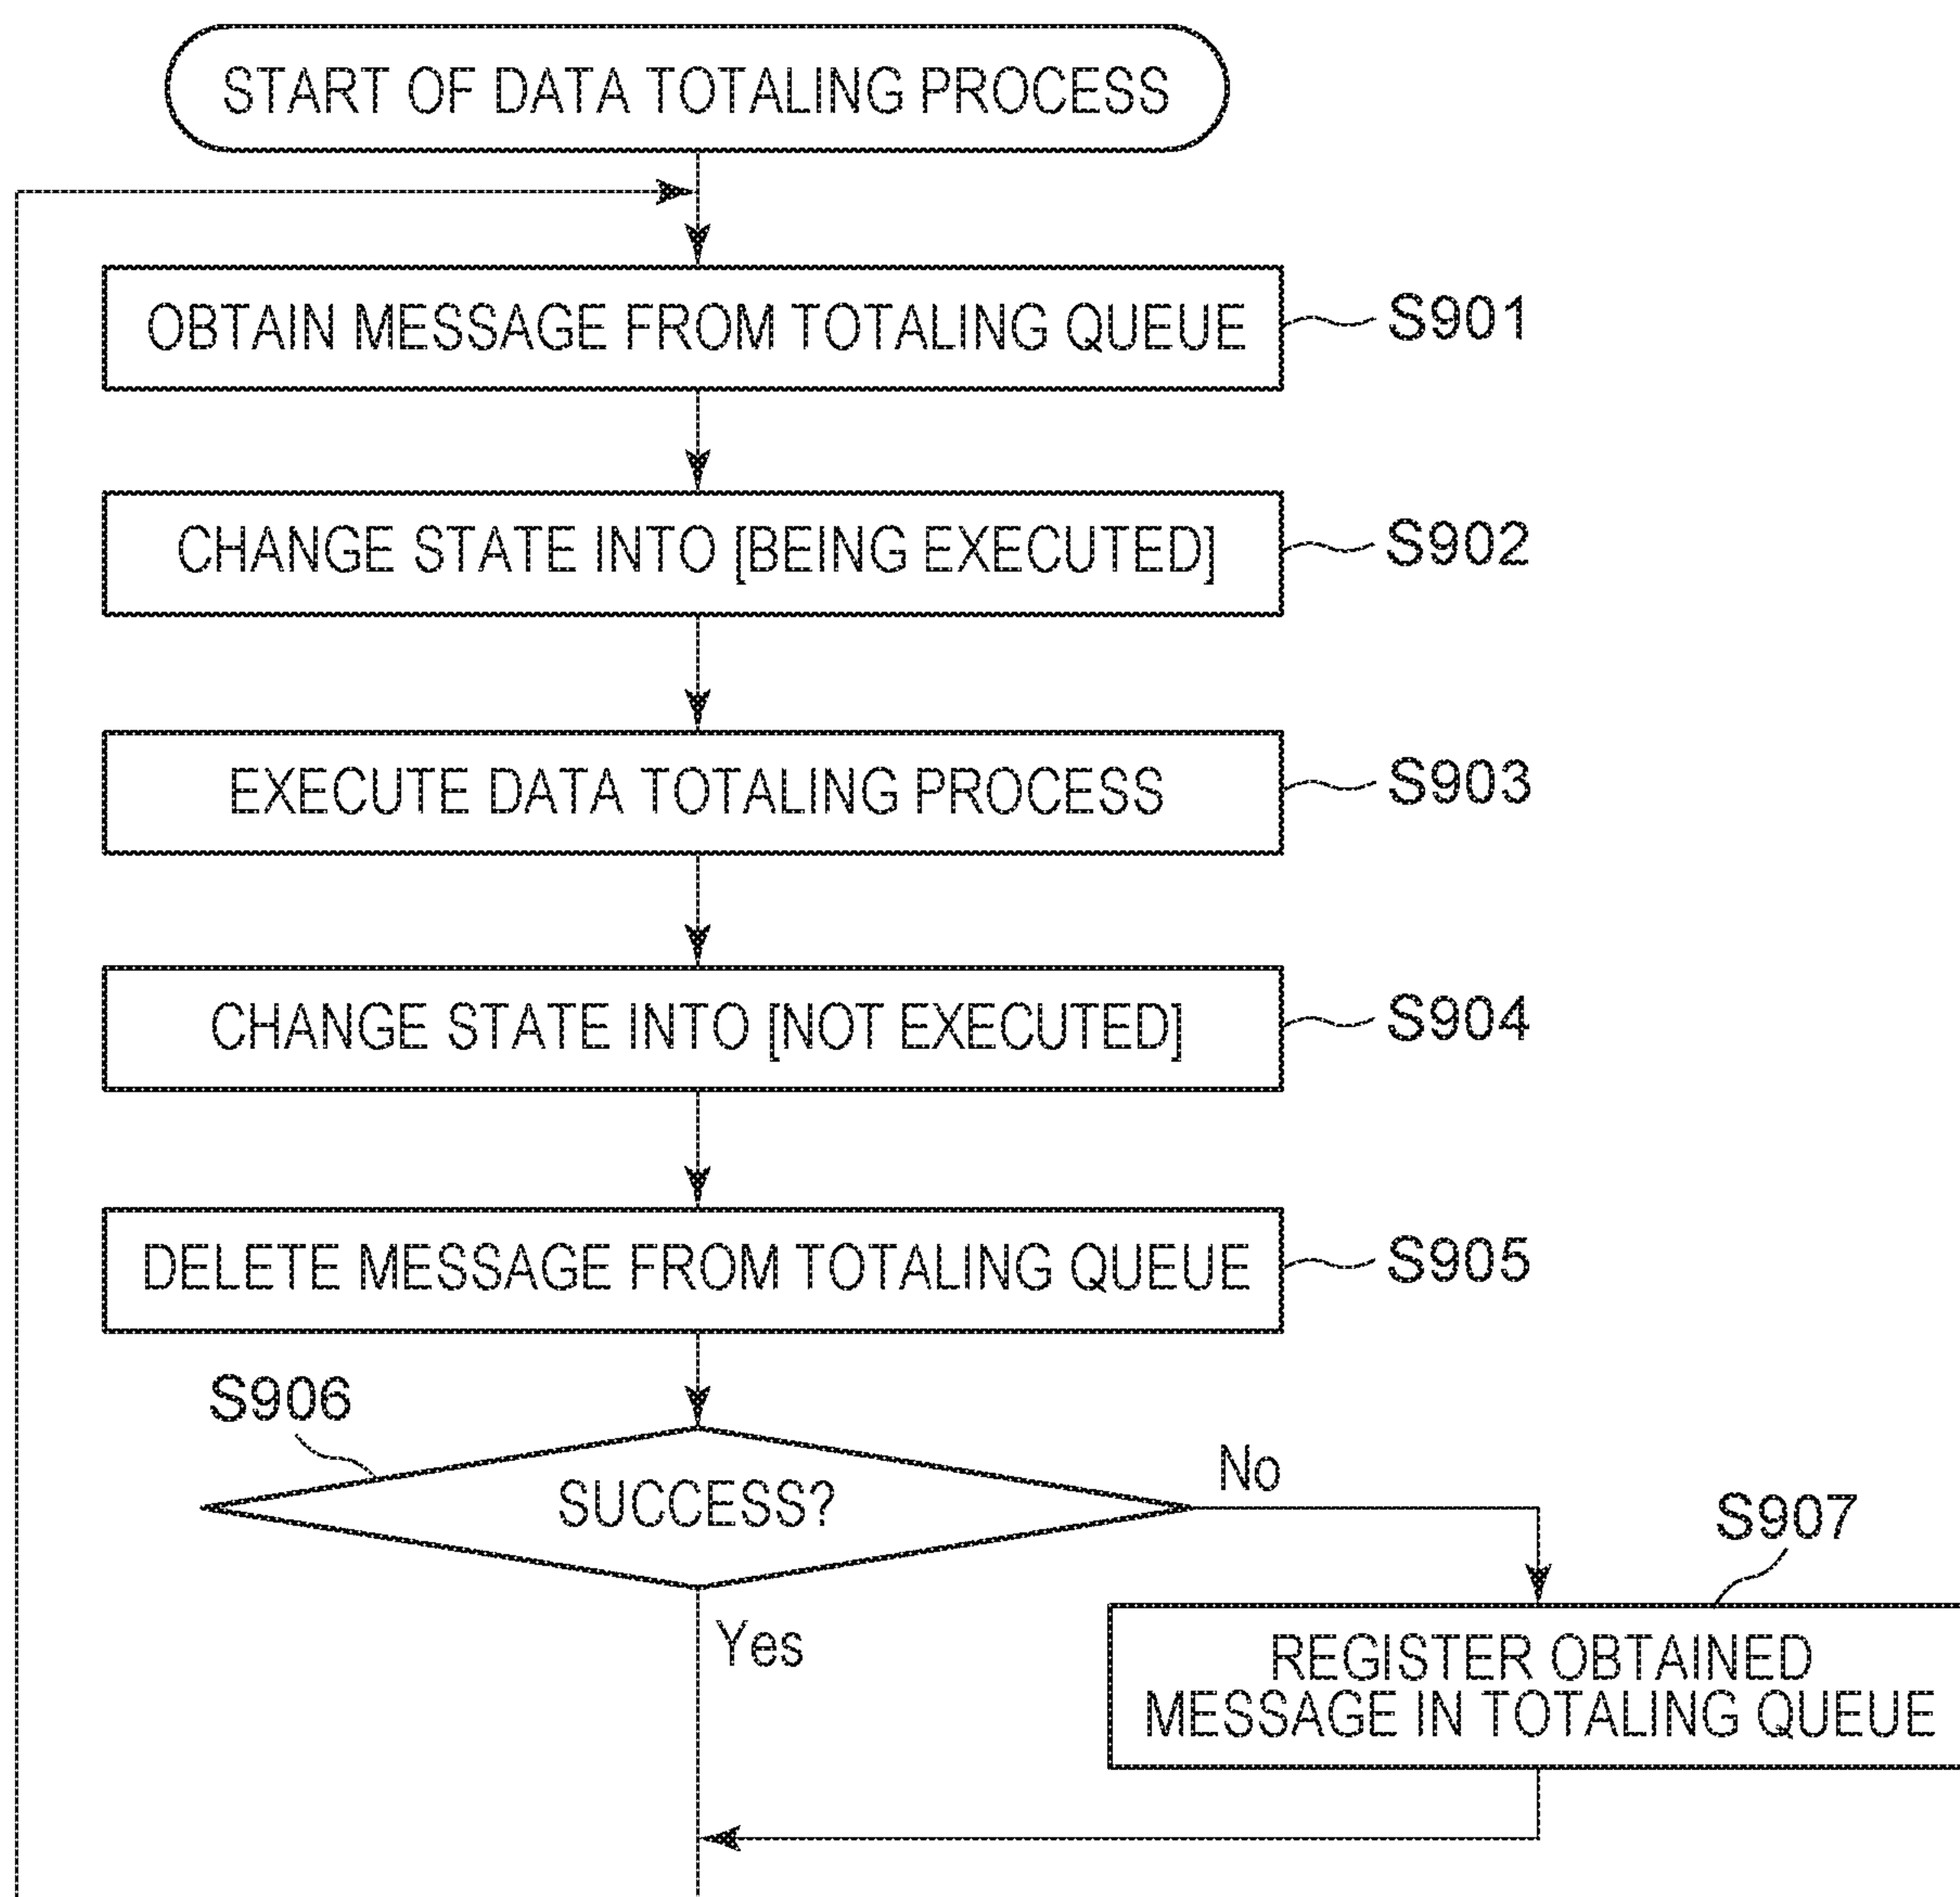 START OF DATA TOTALING PROCESS
OBTAIN MESSAGE FROM TOTALING QUEUE
S901
CHANGE STATE INTO [BEING EXECUTED]
S902
EXECUTE DATA TOTALING PROCESS
S903
CHANGE STATE INTO [NOT EXECUTED]
S904
DELETE MESSAGE FROM TOTALING QUEUE
S905
S906
SUCCESS?
No
Yes
S907
REGISTER OBTAINED
MESSAGE IN TOTALING QUEUE